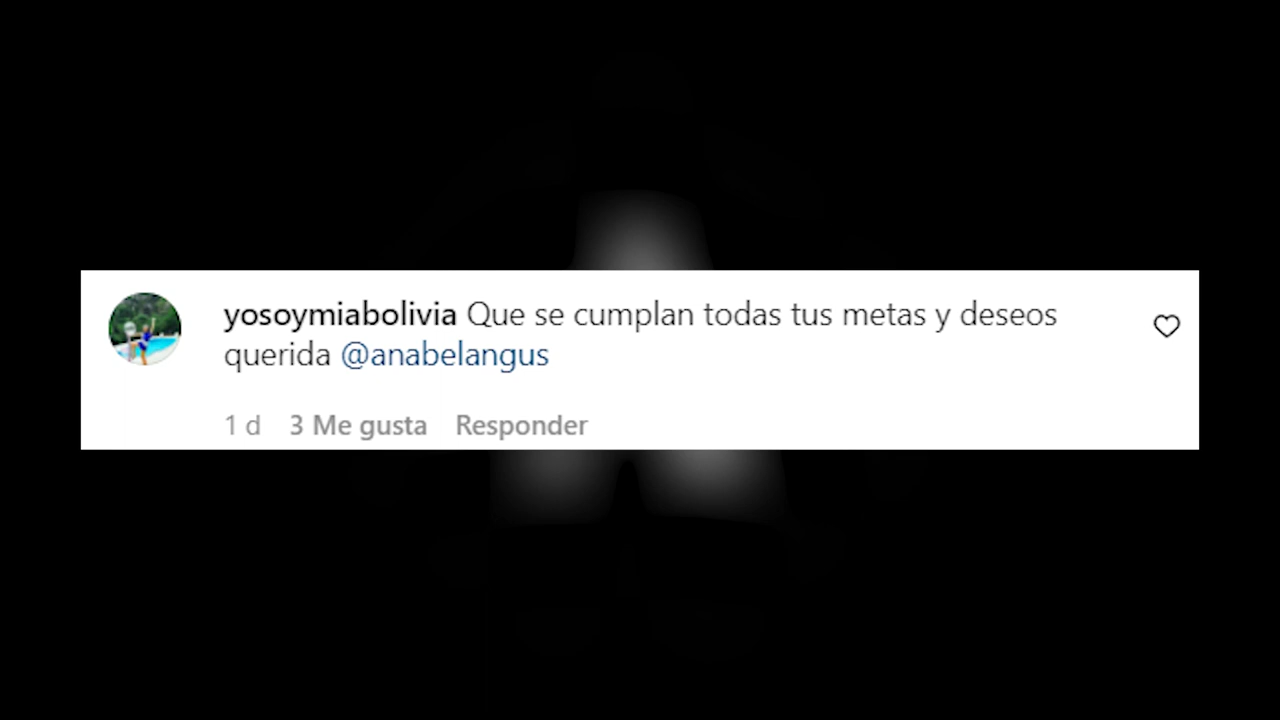 yosoymiabolivia Que se cumplan todas tus metas y deseos
querida @anabelangus
1 d 3 Me gusta Responder